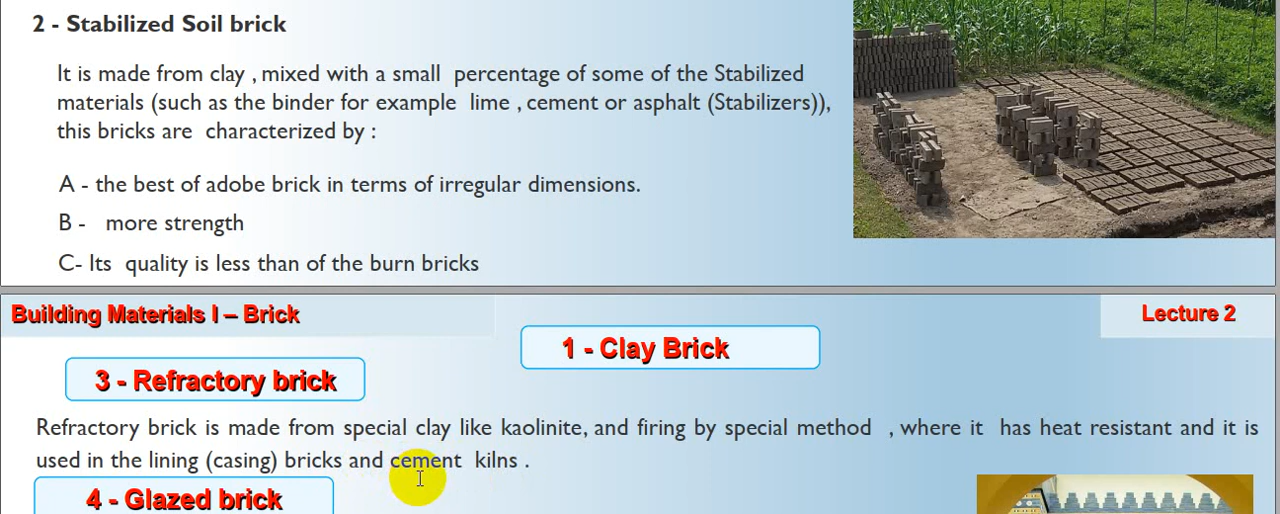 2 - Stabilized Soil brick
It is made from clay , mixed with a small percentage of some of the Stabilized
materials (such as the binder for example lime , cement or asphalt (Stabilizers)),
this bricks are characterized by :
A - the best of adobe brick in terms of irregular dimensions.
B - more strength
C- Its quality is less than of the burn bricks
Building Materials I – Brick
Lecture 2
1 - Clay Brick
3 - Refractory brick
Refractory brick is made from special clay like kaolinite, and firing by special method , where it has heat resistant and it is
used in the lining (casing) bricks and cement kilns .
4 - Glazed brick